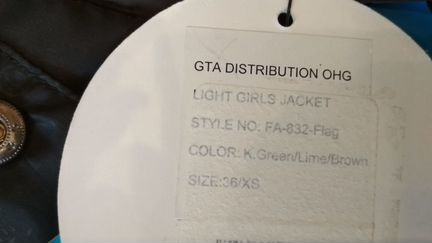 GTA DISTRIBUTION OHG
LIGHT GIRLS JACKET
STYLE NO: FA-832-Flag
COLOR: K.Green/Lime/Brown
SIZE:36/XS